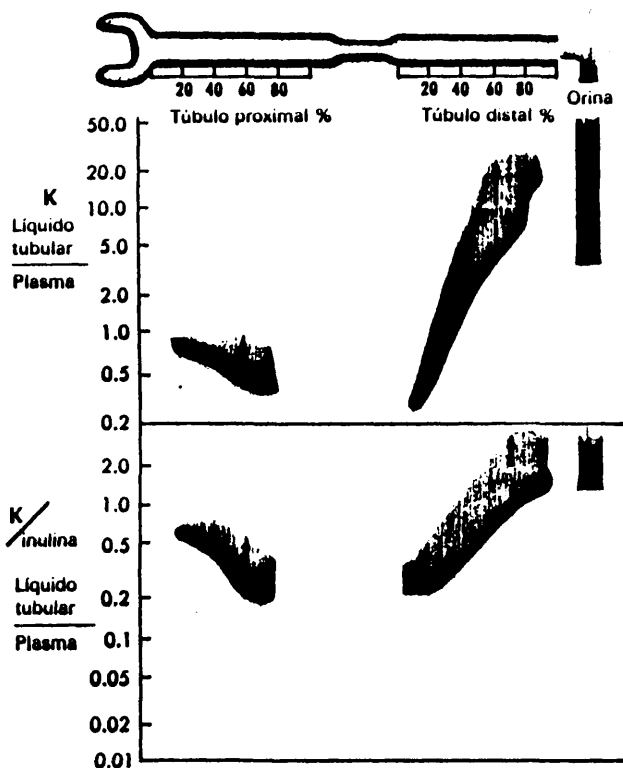 20 40 60 80
20 40 60 80
Orina
Túbulo proximal %
Túbulo distal %
50.0
20.0
10.0
5.0
2.0
1.0
0.5
0.2
K
Líquido
tubular
Plasma
2.0
1.0
0.5
0.2
0.1
0.05
0.02
0.01
K/inulina
Líquido
tubular
Plasma